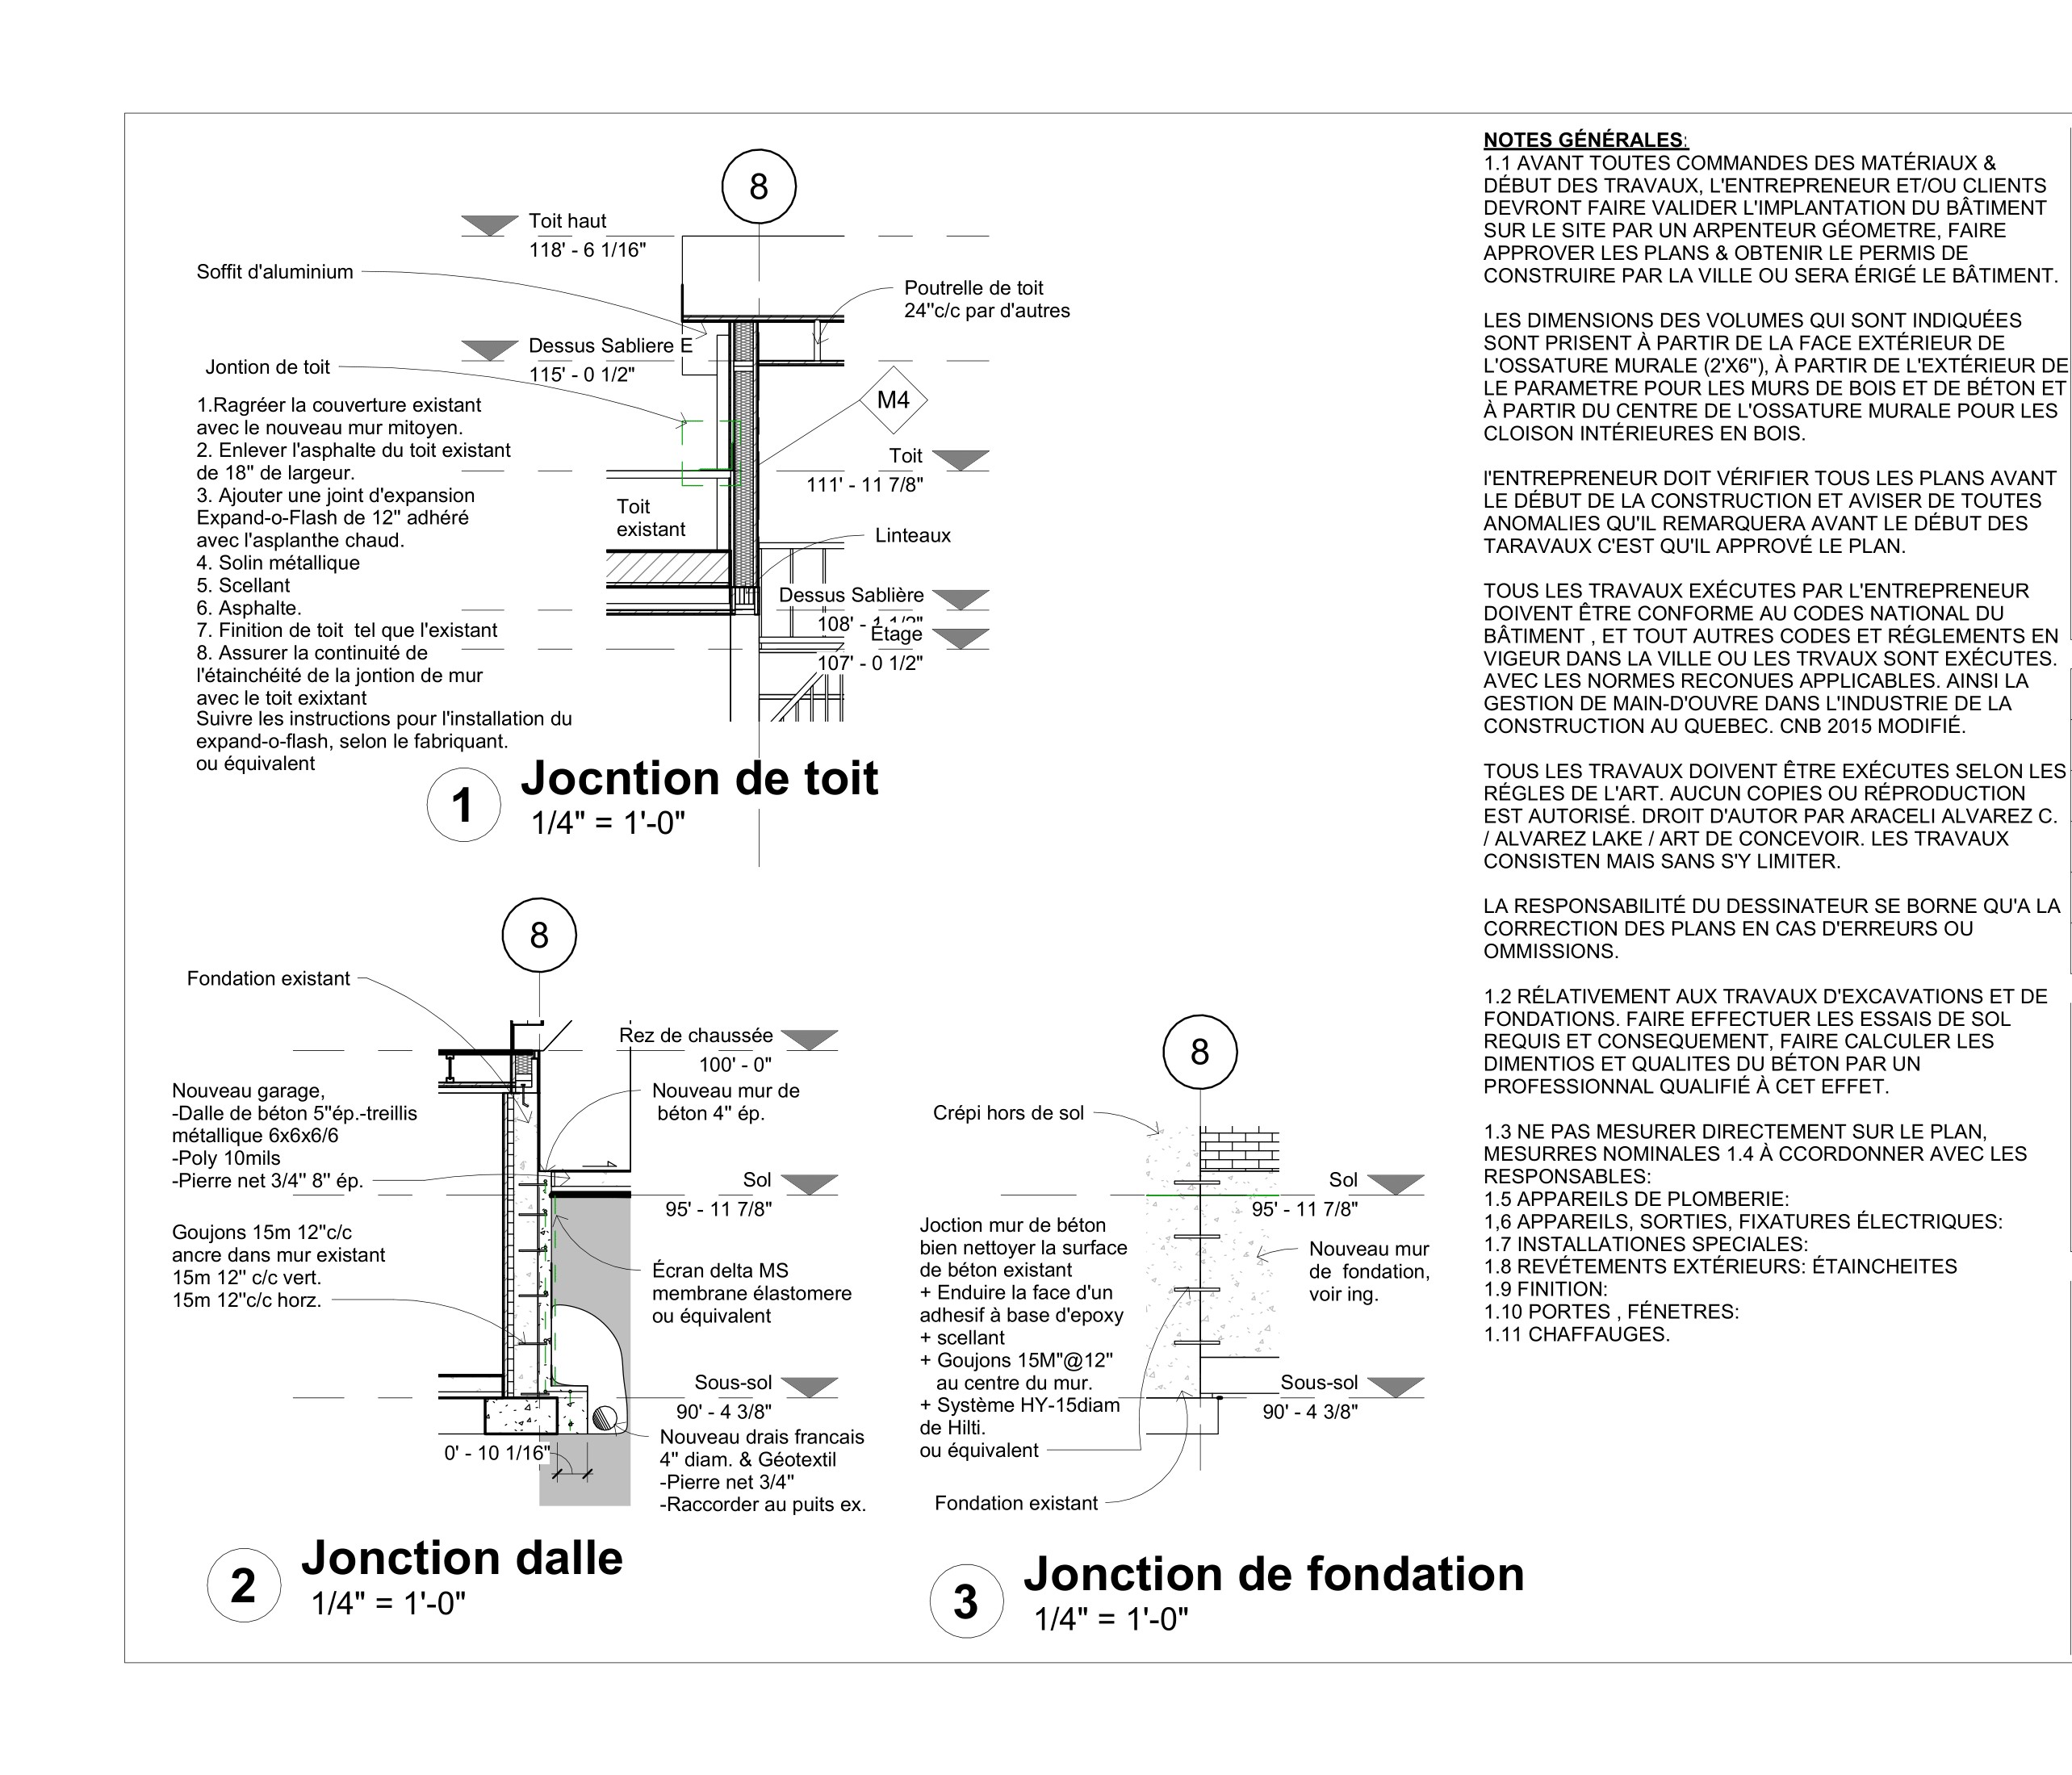 8
Toit haut
118' - 6 1/16"
Soffit d'aluminium
Poutrelle de toit
24"c/c par d'autres
Dessus Sabliere E
115' - 0 1/2"
Jontion de toit
M4
1.Ragréer la couverture existant
avec le nouveau mur mitoyen.
2. Enlever l'asphalte du toit existant
de 18" de largeur.
3. Ajouter une joint d'expansion
Expand-o-Flash de 12" adhéré
avec l'asplanthe chaud.
4. Solin métallique
5. Scellant
6. Asphalte.
7. Finition de toit  tel que l'existant
8. Assurer la continuité de
l'étainchéité de la jontion de mur
avec le toit exixtant
Suivre les instructions pour l'installation du
expand-o-flash, selon le fabriquant.
ou équivalent
Toit
111' - 11 7/8"
Toit
existant
Linteaux
Dessus Sablière
108' - 1 1/2"
Étage
107' - 0 1/2"
1
Jocntion de toit
1/4" = 1'-0"
8
Fondation existant
Rez de chaussée
100' - 0"
Nouveau garage,
-Dalle de béton 5"ép.-treillis
métallique 6x6x6/6
-Poly 10mils
-Pierre net 3/4" 8" ép.
Nouveau mur de
béton 4" ép.
Sol
95' - 11 7/8"
Goujons 15m 12"c/c
ancre dans mur existant
15m 12" c/c vert.
15m 12"c/c horz.
Écran delta MS
membrane élastomere
ou équivalent
Sous-sol
90' - 4 3/8"
0' - 10 1/16"
Nouveau drais francais
4" diam. & Géotextil
-Pierre net 3/4"
-Raccorder au puits ex.
2
Jonction dalle
1/4" = 1'-0"
8
Crépi hors de sol
Sol
95' - 11 7/8"
Joction mur de béton
bien nettoyer la surface
de béton existant
+ Enduire la face d'un
adhesif à base d'epoxy
+ scellant
+ Goujons 15M"@12"
au centre du mur.
+ Système HY-15diam
de Hilti.
ou équivalent
Nouveau mur
de  fondation,
voir ing.
Sous-sol
90' - 4 3/8"
Fondation existant
3
Jonction de fondation
1/4" = 1'-0"
NOTES GÉNÉRALES:
1.1 AVANT TOUTES COMMANDES DES MATÉRIAUX &
DÉBUT DES TRAVAUX, L'ENTREPRENEUR ET/OU CLIENTS
DEVRONT FAIRE VALIDER L'IMPLANTATION DU BÂTIMENT
SUR LE SITE PAR UN ARPENTEUR GÉOMETRE, FAIRE
APPROVER LES PLANS & OBTENIR LE PERMIS DE
CONSTRUIRE PAR LA VILLE OU SERA ÉRIGÉ LE BÂTIMENT.
LES DIMENSIONS DES VOLUMES QUI SONT INDIQUÉES
SONT PRISENT À PARTIR DE LA FACE EXTÉRIEUR DE
L'OSSATURE MURALE (2'X6"), À PARTIR DE L'EXTÉRIEUR DE
LE PARAMETRE POUR LES MURS DE BOIS ET DE BÉTON ET
À PARTIR DU CENTRE DE L'OSSATURE MURALE POUR LES
CLOISON INTÉRIEURES EN BOIS.
l'ENTREPRENEUR DOIT VÉRIFIER TOUS LES PLANS AVANT
LE DÉBUT DE LA CONSTRUCTION ET AVISER DE TOUTES
ANOMALIES QU'IL REMARQUERA AVANT LE DÉBUT DES
TARAVAUX C'EST QU'IL APPROVÉ LE PLAN.
TOUS LES TRAVAUX EXÉCUTES PAR L'ENTREPRENEUR
DOIVENT ÊTRE CONFORME AU CODES NATIONAL DU
BÂTIMENT , ET TOUT AUTRES CODES ET RÉGLEMENTS EN
VIGEUR DANS LA VILLE OU LES TRVAUX SONT EXÉCUTES.
AVEC LES NORMES RECONUES APPLICABLES. AINSI LA
GESTION DE MAIN-D'OUVRE DANS L'INDUSTRIE DE LA
CONSTRUCTION AU QUEBEC. CNB 2015 MODIFIÉ.
TOUS LES TRAVAUX DOIVENT ÊTRE EXÉCUTES SELON LES
RÉGLES DE L'ART. AUCUN COPIES OU RÉPRODUCTION
EST AUTORISÉ. DROIT D'AUTOR PAR ARACELI ALVAREZ C.
/ ALVAREZ LAKE / ART DE CONCEVOIR. LES TRAVAUX
CONSISTEN MAIS SANS S'Y LIMITER.
LA RESPONSABILITÉ DU DESSINATEUR SE BORNE QU'A LA
CORRECTION DES PLANS EN CAS D'ERREURS OU
OMMISSIONS.
1.2 RÉLATIVEMENT AUX TRAVAUX D'EXCAVATIONS ET DE
FONDATIONS. FAIRE EFFECTUER LES ESSAIS DE SOL
REQUIS ET CONSEQUEMENT, FAIRE CALCULER LES
DIMENTIOS ET QUALITES DU BÉTON PAR UN
PROFESSIONNAL QUALIFIÉ À CET EFFET.
1.3 NE PAS MESURER DIRECTEMENT SUR LE PLAN,
MESURRES NOMINALES 1.4 À CCORDONNER AVEC LES
RESPONSABLES:
1.5 APPAREILS DE PLOMBERIE:
1,6 APPAREILS, SORTIES, FIXATURES ÉLECTRIQUES:
1.7 INSTALLATIONES SPECIALES:
1.8 REVÉTEMENTS EXTÉRIEURS: ÉTAINCHEITES
1.9 FINITION:
1.10 PORTES , FÉNETRES:
1.11 CHAFFAUGES.